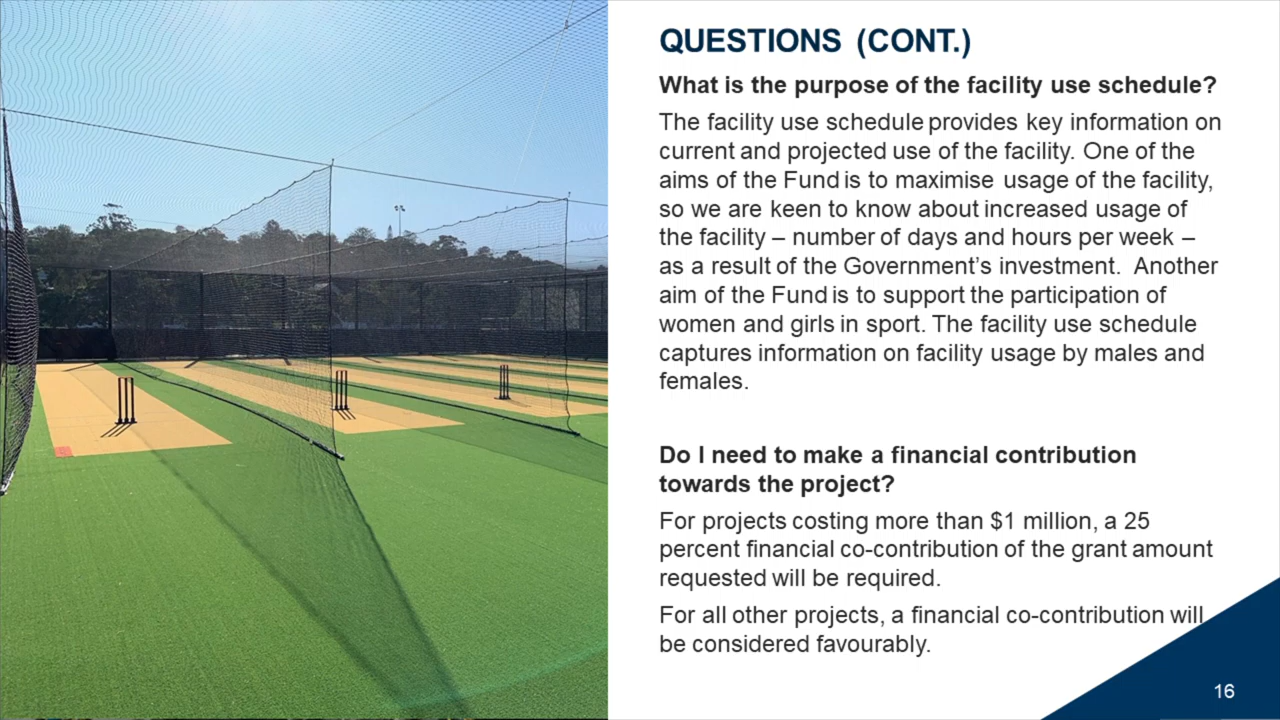 QUESTIONS (CONT.)
What is the purpose of the facility use schedule?
The facility use schedule provides key information on
current and projected use of the facility. One of the
aims of the Fund is to maximise usage of the facility,
so we are keen to know about increased usage of
the facility – number of days and hours per week –
as a result of the Government’s investment. Another
aim of the Fund is to support the participation of
women and girls in sport. The facility use schedule
captures information on facility usage by males and
females.
Do I need to make a financial contribution
towards the project?
For projects costing more than $1 million, a 25
percent financial co-contribution of the grant amount
requested will be required.
For all other projects, a financial co-contribution will
be considered favourably.
16